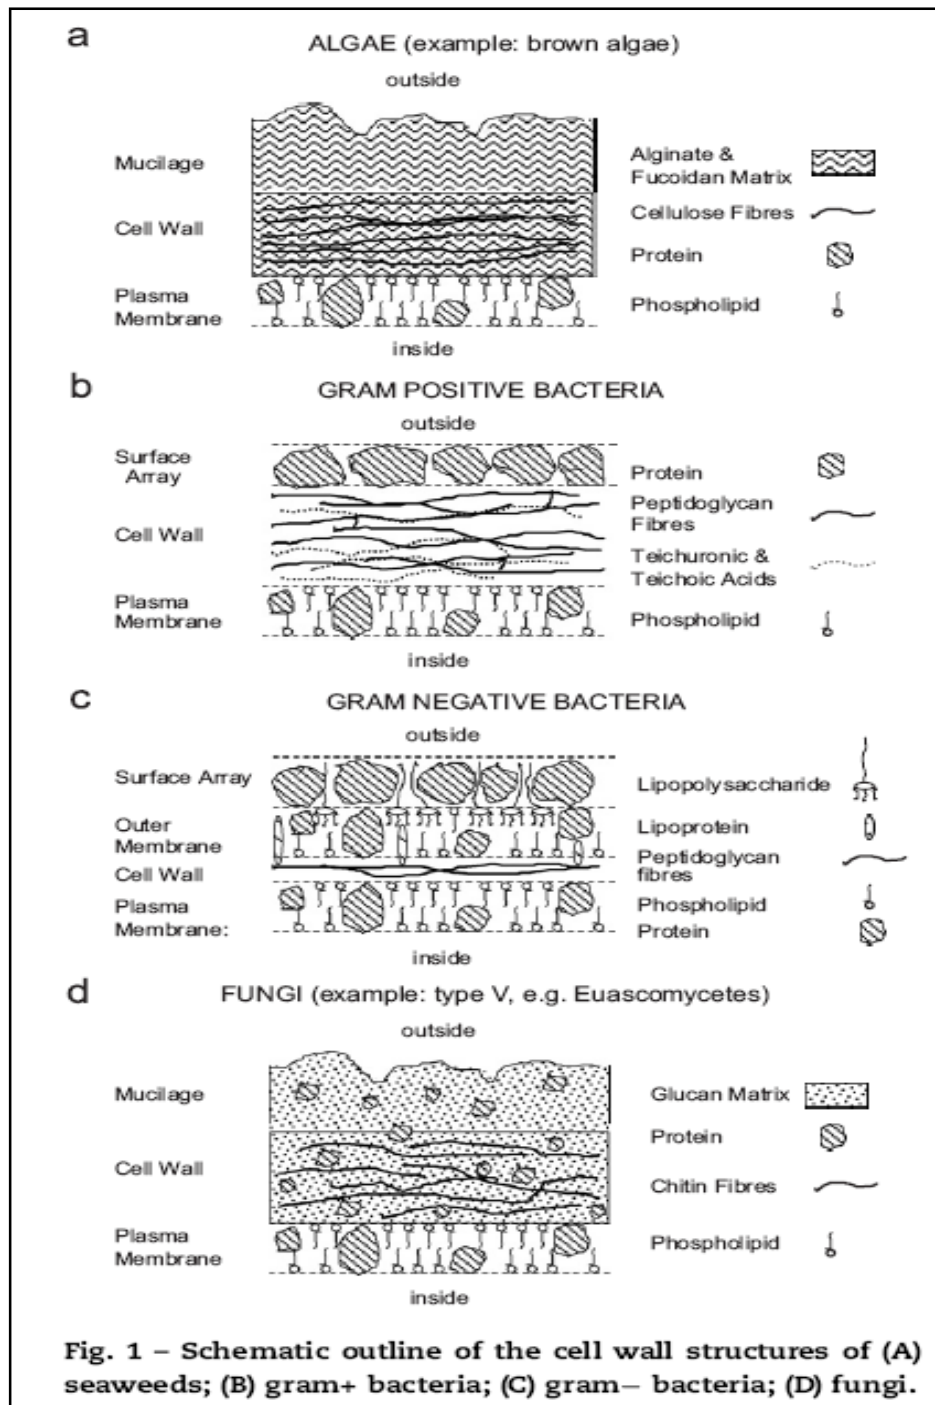 a
ALGAE (example: brown algae)
outside
Mucilage
Cell Wall
Plasma
Membrane
Alginate &
Fucoidan Matrix
Cellulose Fibres
Protein
Phospholipid
inside
b
GRAM POSITIVE BACTERIA
outside
Surface
Array
Cell Wall
Plasma
Membrane
Protein
Peptidoglycan
Fibres
Teichuronic &
Teichoic Acids
Phospholipid
inside
c
GRAM NEGATIVE BACTERIA
outside
Surface Array
Outer
Membrane
Cell Wall
Plasma
Membrane:
Lipopolysaccharide
Lipoprotein
Peptidoglycan
fibres
Phospholipid
Protein
inside
d
FUNGI (example: type V, e.g. Euascomycetes)
outside
Mucilage
Cell Wall
Plasma
Membrane
Glucan Matrix
Protein
Chitin Fibres
Phospholipid
inside
Fig. 1 – Schematic outline of the cell wall structures of (A)
seaweeds; (B) gram+ bacteria; (C) gram− bacteria; (D) fungi.